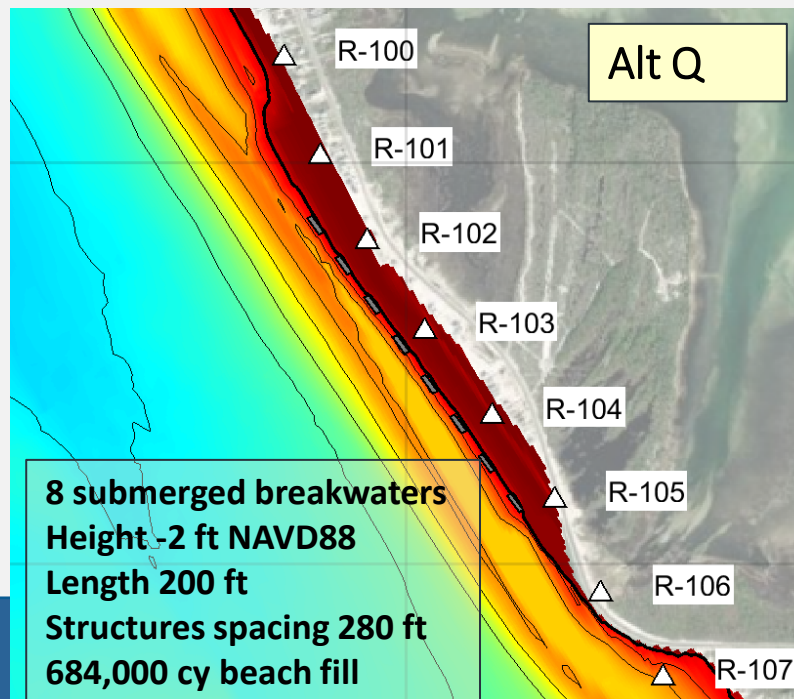 R-100
Alt Q
R-101
R-102
R-103
R-104
R-105
R-106
R-107
8 submerged breakwaters
Height -2 ft NAVD88
Length 200 ft
Structures spacing 280 ft
684,000 cy beach fill